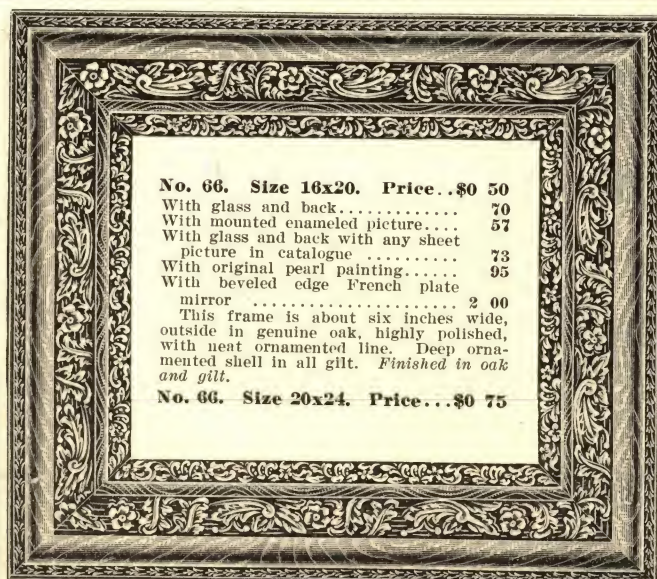 No. 66. Size 16x20. Price..$0 50
With glass and back............. 70
With mounted enameled picture.... 57
With glass and back with any sheet
picture in catalogue .......... 73
With original pearl painting...... 95
With beveled edge French plate
mirror ...................... 2 00
This frame is about six inches wide,
outside in genuine oak, highly polished,
with neat ornamented line. Deep orna-
mented shell in all gilt. Finished in oak
and gilt.
No. 66. Size 20x24. Price...$0 75